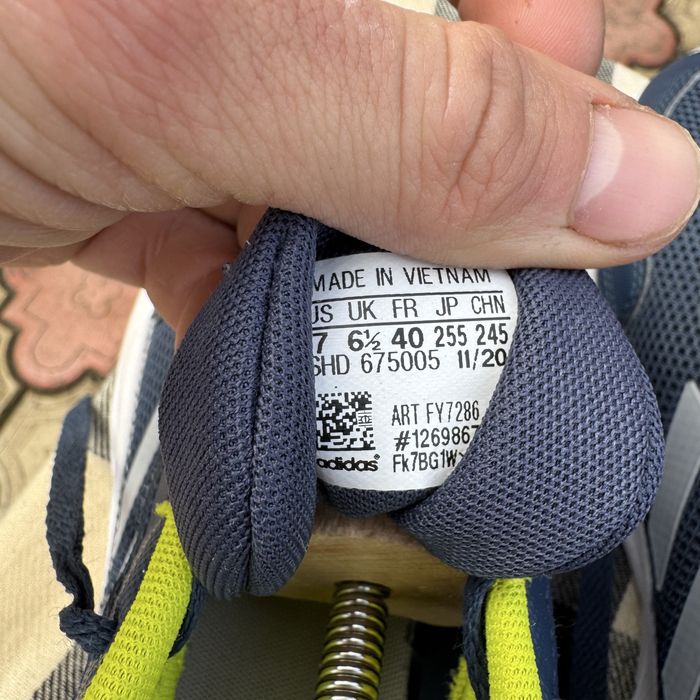 MADE IN VIETNAM
US UK FR JP CHN
7 6½ 40 255 245
SHD 675005 11/20
ART FY7286
#1269867
adidas®